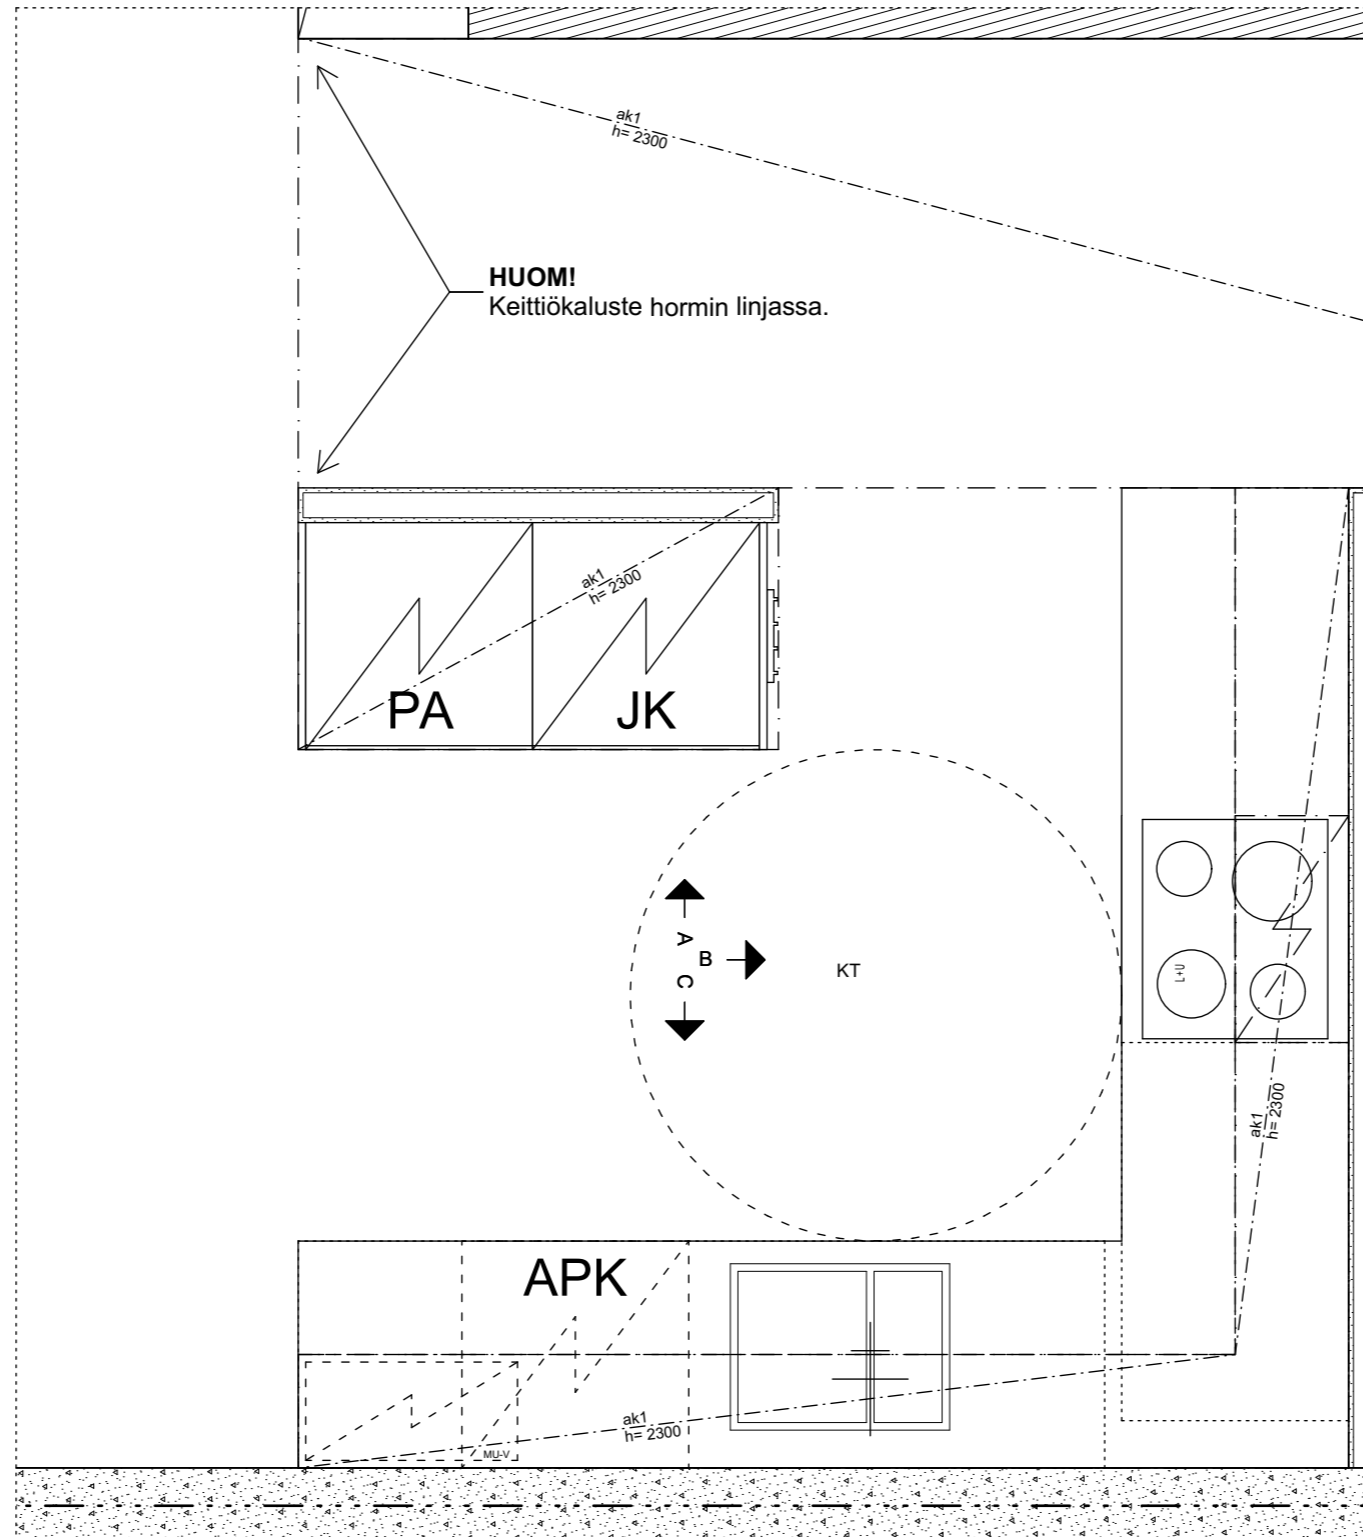 ak1
h= 2300
HUOM!
Keittiökaluste hormin linjassa.
ak1
h= 2300
PA
JK
A
B
C
KT
L+U
ak1
h= 2300
APK
ak1
h= 2300
MU-V